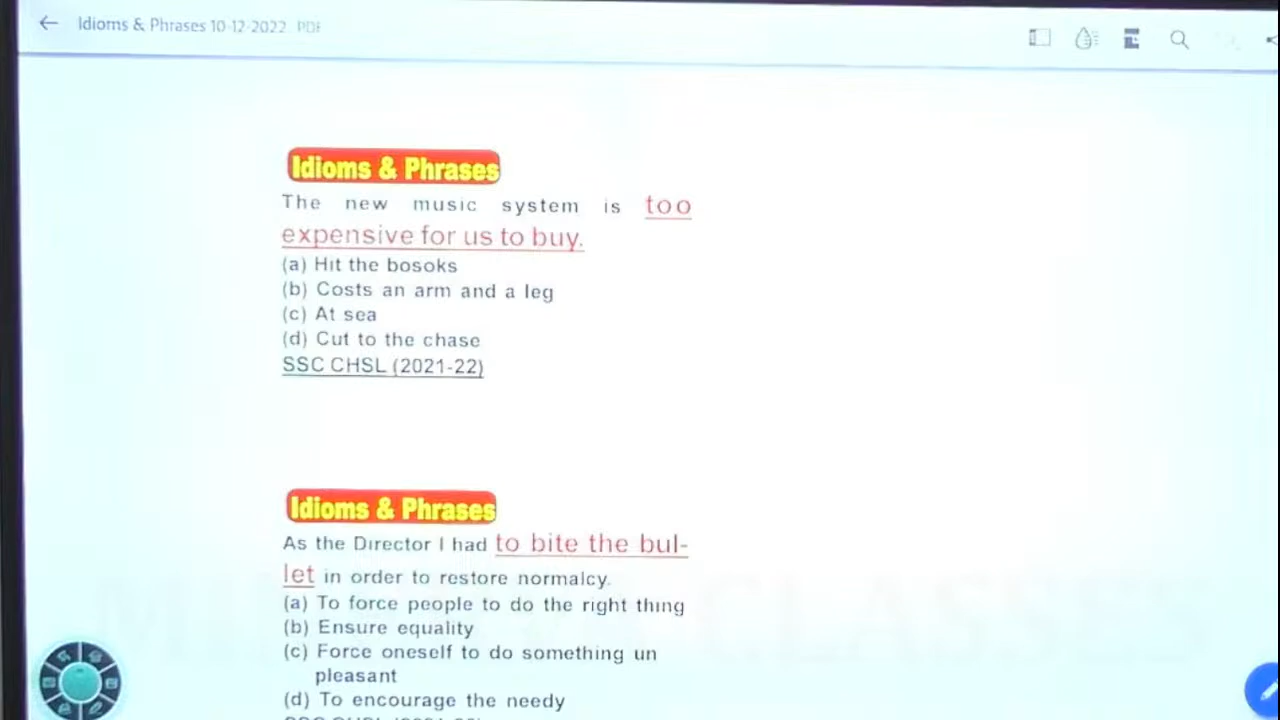 Idioms & Phrases 10-12-2022 PDF
Idioms & Phrases
The new music system is too
expensive for us to buy.
(a) Hit the bosoks
(b) Costs an arm and a leg
(c) At sea
(d) Cut to the chase
SSC CHSL (2021-22)
Idioms & Phrases
As the Director I had to bite the bul-
let in order to restore normalcy.
(a) To force people to do the right thing
(b) Ensure equality
(c) Force oneself to do something un
pleasant
(d) To encourage the needy
CLASSES